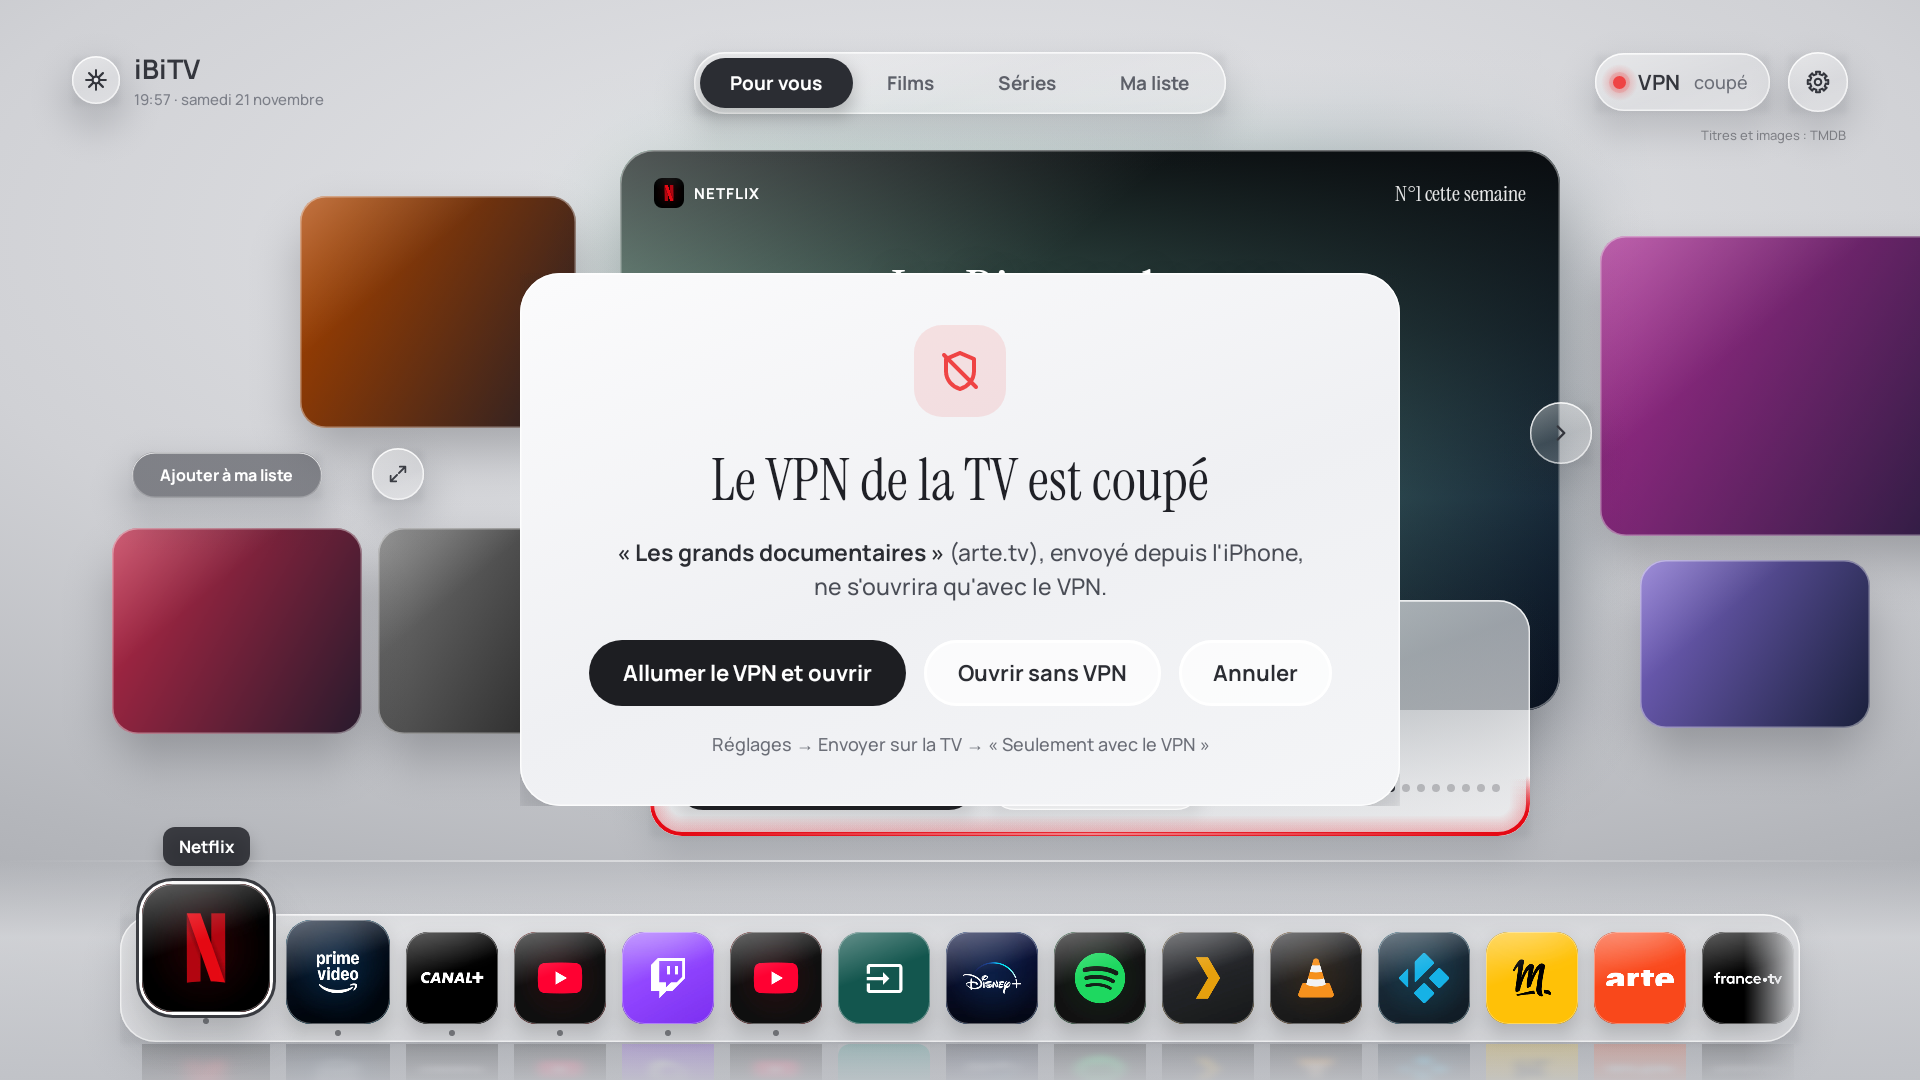 iBiTV
19:57 · samedi 21 novembre
Pour vous
Films
Séries
Ma liste
VPN coupé
Titres et images : TMDB
NETFLIX
N°1 cette semaine
Ajouter à ma liste
Le VPN de la TV est coupé
« Les grands documentaires » (arte.tv), envoyé depuis l'iPhone,
ne s'ouvrira qu'avec le VPN.
Allumer le VPN et ouvrir
Ouvrir sans VPN
Annuler
Réglages → Envoyer sur la TV → « Seulement avec le VPN »
Netflix
N
prime
video
CANAL+
Disney+
m.
arte
france•tv